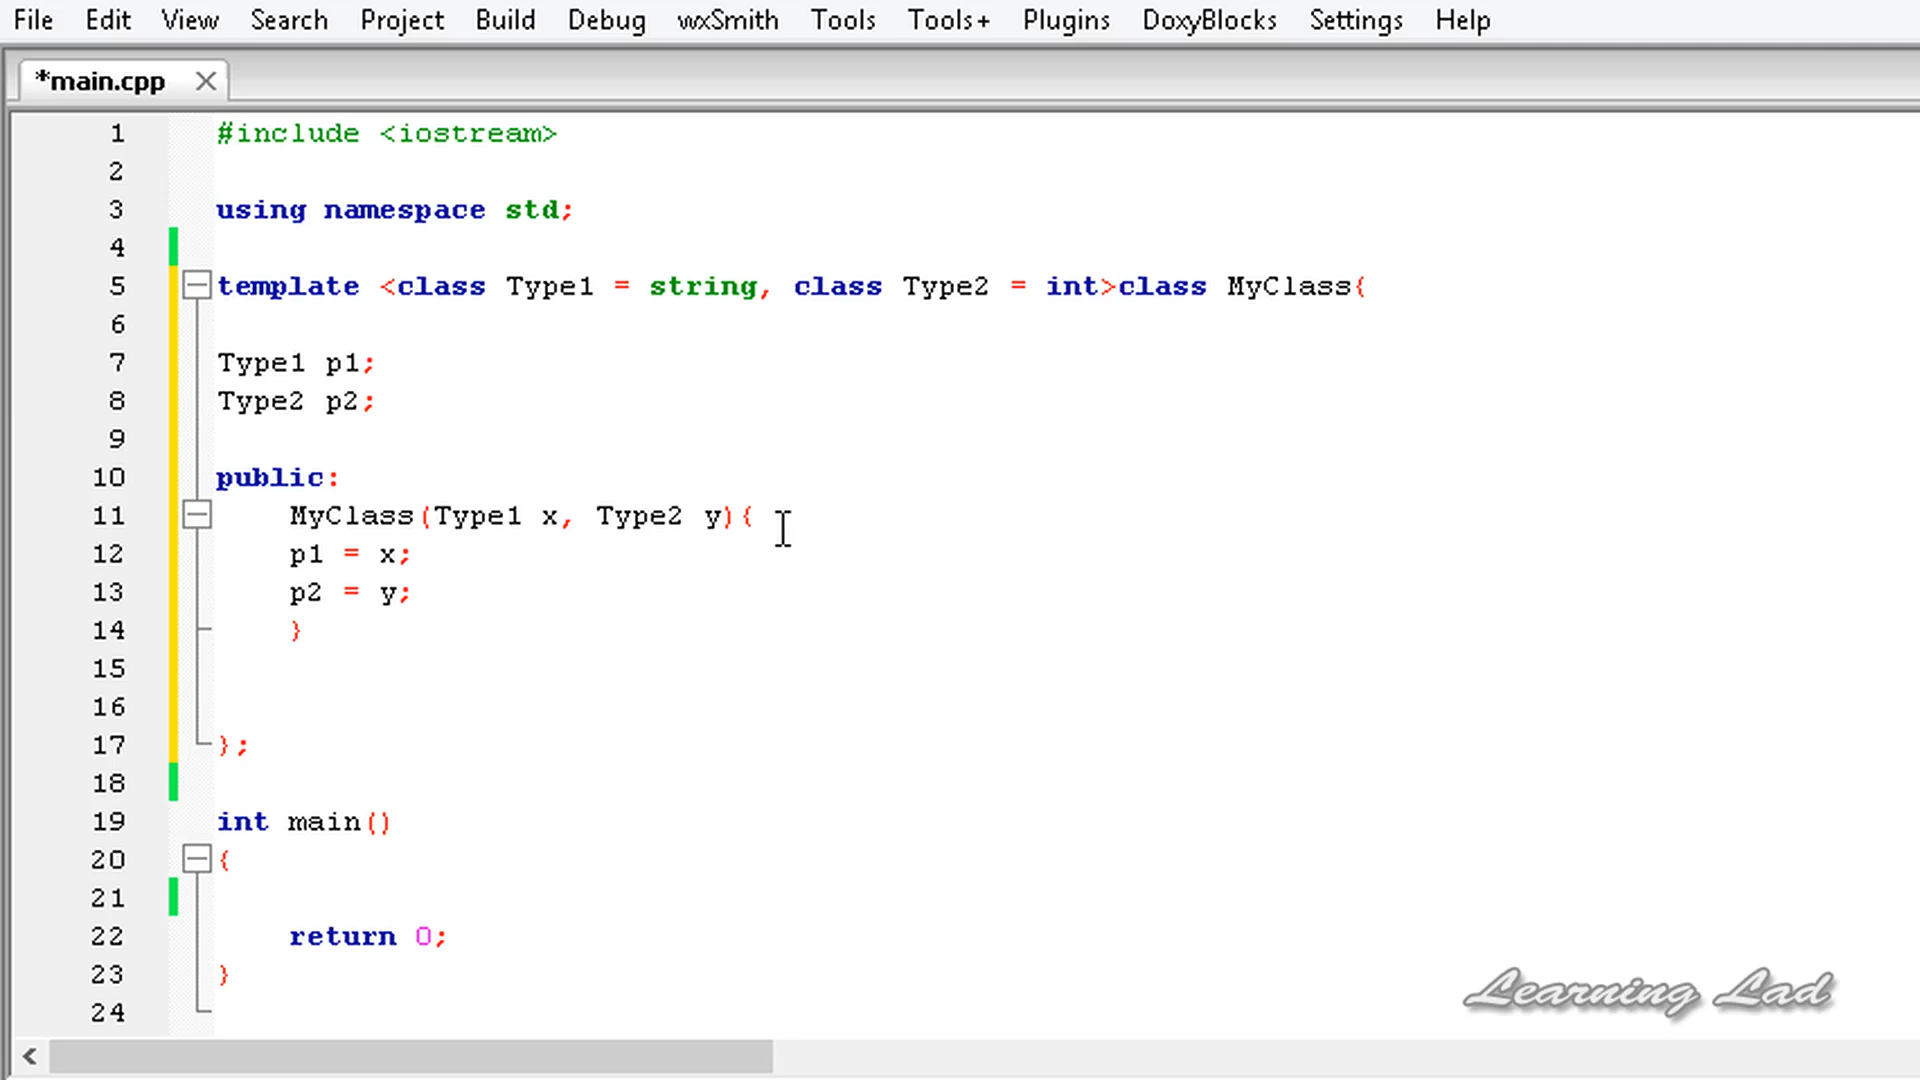 File Edit View Search Project Build Debug wxSmith Tools Tools+ Plugins DoxyBlocks Settings Help
*main.cpp
1 #include <iostream>
2
3 using namespace std;
4
5 template <class Type1 = string, class Type2 = int>class MyClass{
6
7 Type1 p1;
8 Type2 p2;
9
10 public:
11 MyClass(Type1 x, Type2 y){
12 p1 = x;
13 p2 = y;
14 }
15
16
17 };
18
19 int main()
20 {
21
22 return 0;
23 }
24
Learning Lad